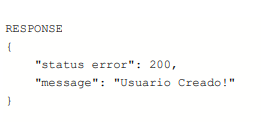 RESPONSE
{
    "status error": 200,
    "message": "Usuario Creado!"
}